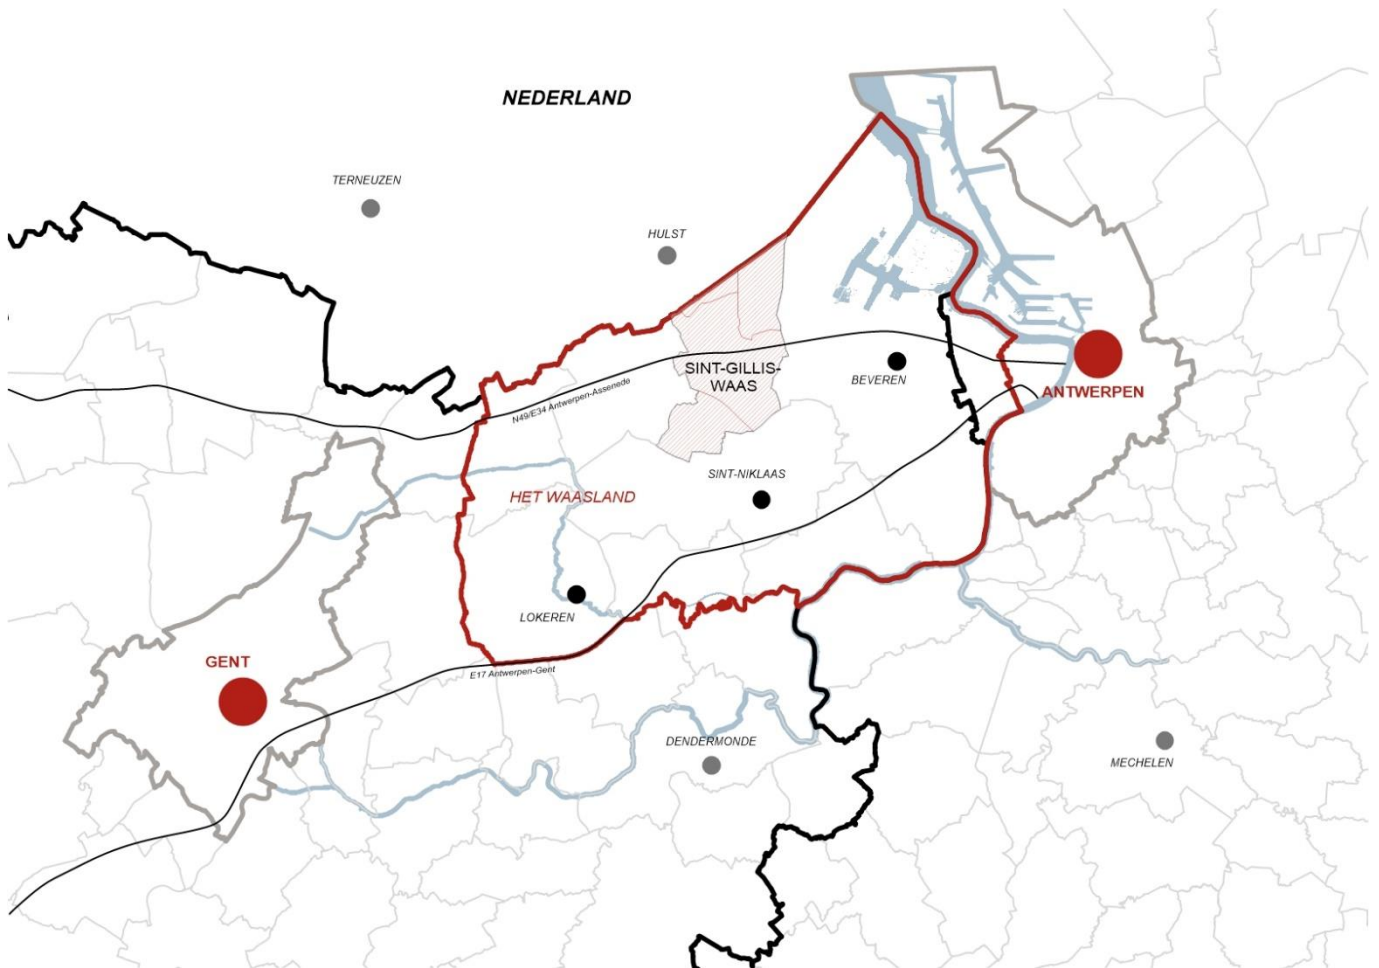 NEDERLAND
TERNEUZEN
HULST
SINT-GILLIS-
WAAS
BEVEREN
ANTWERPEN
N49/E34 Antwerpen-Assenede
SINT-NIKLAAS
HET WAASLAND
LOKEREN
GENT
E17 Antwerpen-Gent
DENDERMONDE
MECHELEN